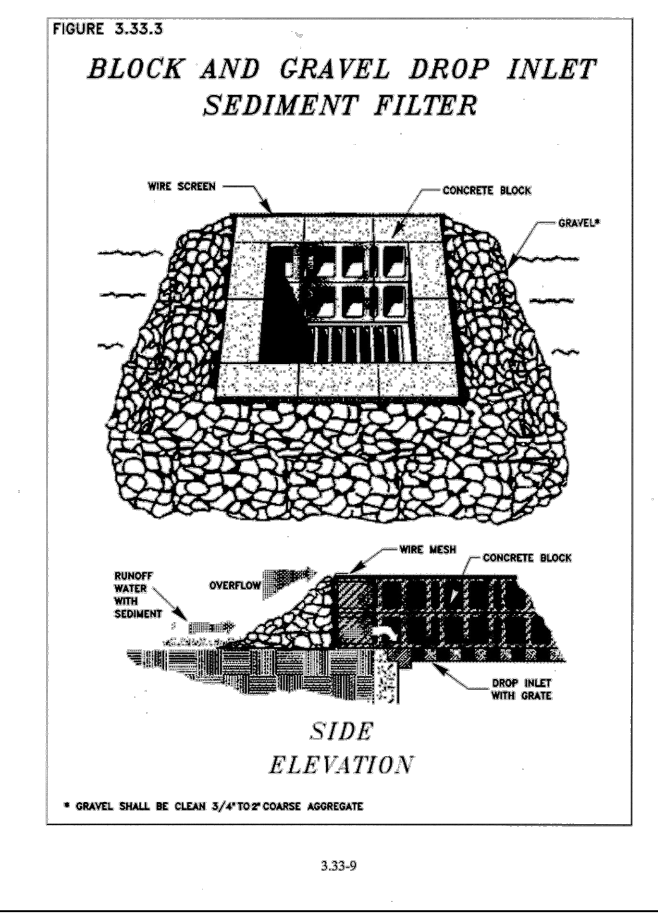 FIGURE 3.33.3
BLOCK AND GRAVEL DROP INLET
SEDIMENT FILTER
WIRE SCREEN
CONCRETE BLOCK
GRAVEL*
WIRE MESH
CONCRETE BLOCK
RUNOFF
WATER
WITH
SEDIMENT
OVERFLOW
DROP INLET
WITH GRATE
SIDE
ELEVATION
* GRAVEL SHALL BE CLEAN 3/4" TO 2" COARSE AGGREGATE
3.33-9